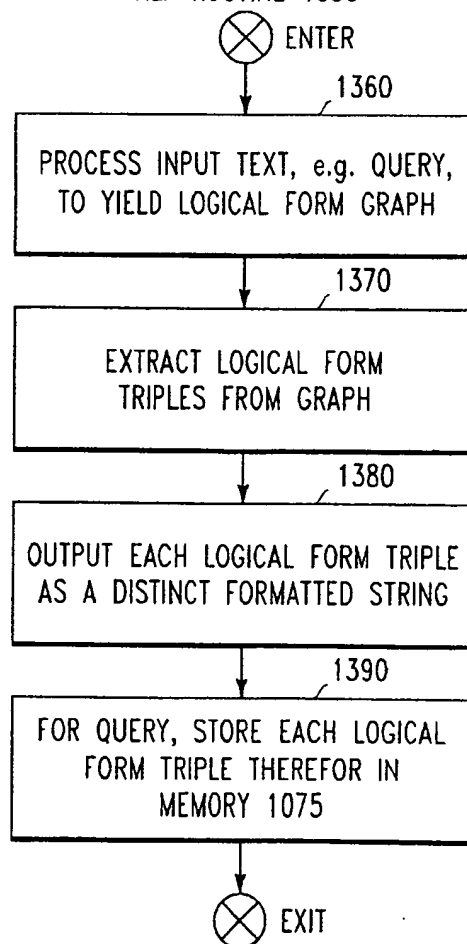 ENTER
1360
PROCESS INPUT TEXT, e.g. QUERY,
TO YIELD LOGICAL FORM GRAPH
1370
EXTRACT LOGICAL FORM
TRIPLES FROM GRAPH
1380
OUTPUT EACH LOGICAL FORM TRIPLE
AS A DISTINCT FORMATTED STRING
1390
FOR QUERY, STORE EACH LOGICAL
FORM TRIPLE THEREFOR IN
MEMORY 1075
EXIT